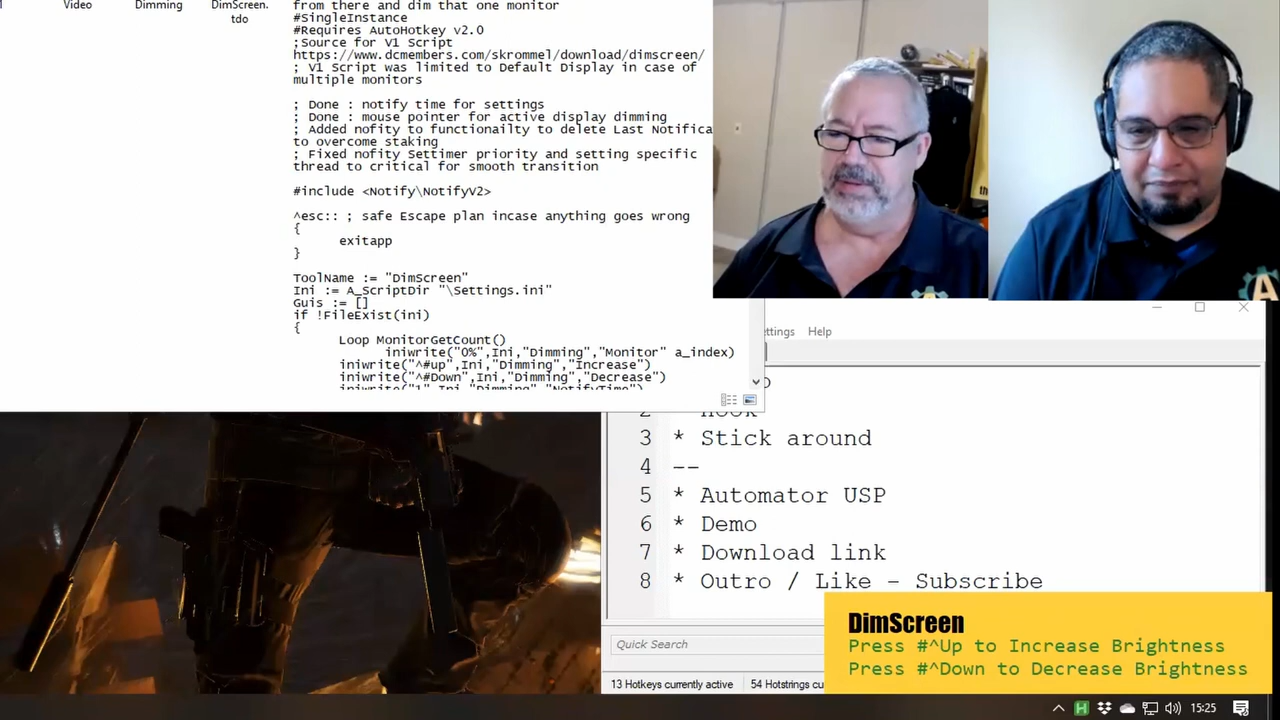 Video
Dimming
DimScreen.
tdo
from there and dim that one monitor
#SingleInstance
#Requires AutoHotkey v2.0
;Source for V1 Script
https://www.dcmembers.com/skrommel/download/dimscreen/
; V1 Script was limited to Default Display in case of
multiple monitors
; Done : notify time for settings
; Done : mouse pointer for active display dimming
; Added nofity to functionailty to delete Last Notifica
to overcome staking
; Fixed nofity Settimer priority and setting specific
thread to critical for smooth transition
#include <Notify\NotifyV2>
^esc:: ; safe Escape plan incase anything goes wrong
{
exitapp
}
ToolName := "DimScreen"
Ini := A_ScriptDir "\Settings.ini"
Guis := []
if !FileExist(ini)
{
Loop MonitorGetCount()
iniwrite("0%",Ini,"Dimming","Monitor" a_index)
iniwrite("^#up",Ini,"Dimming","Increase")
iniwrite("^#Down",Ini,"Dimming","Decrease")
iniwrite("1",Ini,"Dimming","NotifyTime")
ttings Help
2 * Hook
3 * Stick around
4 --
5 * Automator USP
6 * Demo
7 * Download link
8 * Outro / Like - Subscribe
Quick Search
13 Hotkeys currently active 54 Hotstrings cu
DimScreen
Press #^Up to Increase Brightness
Press #^Down to Decrease Brightness
15:25